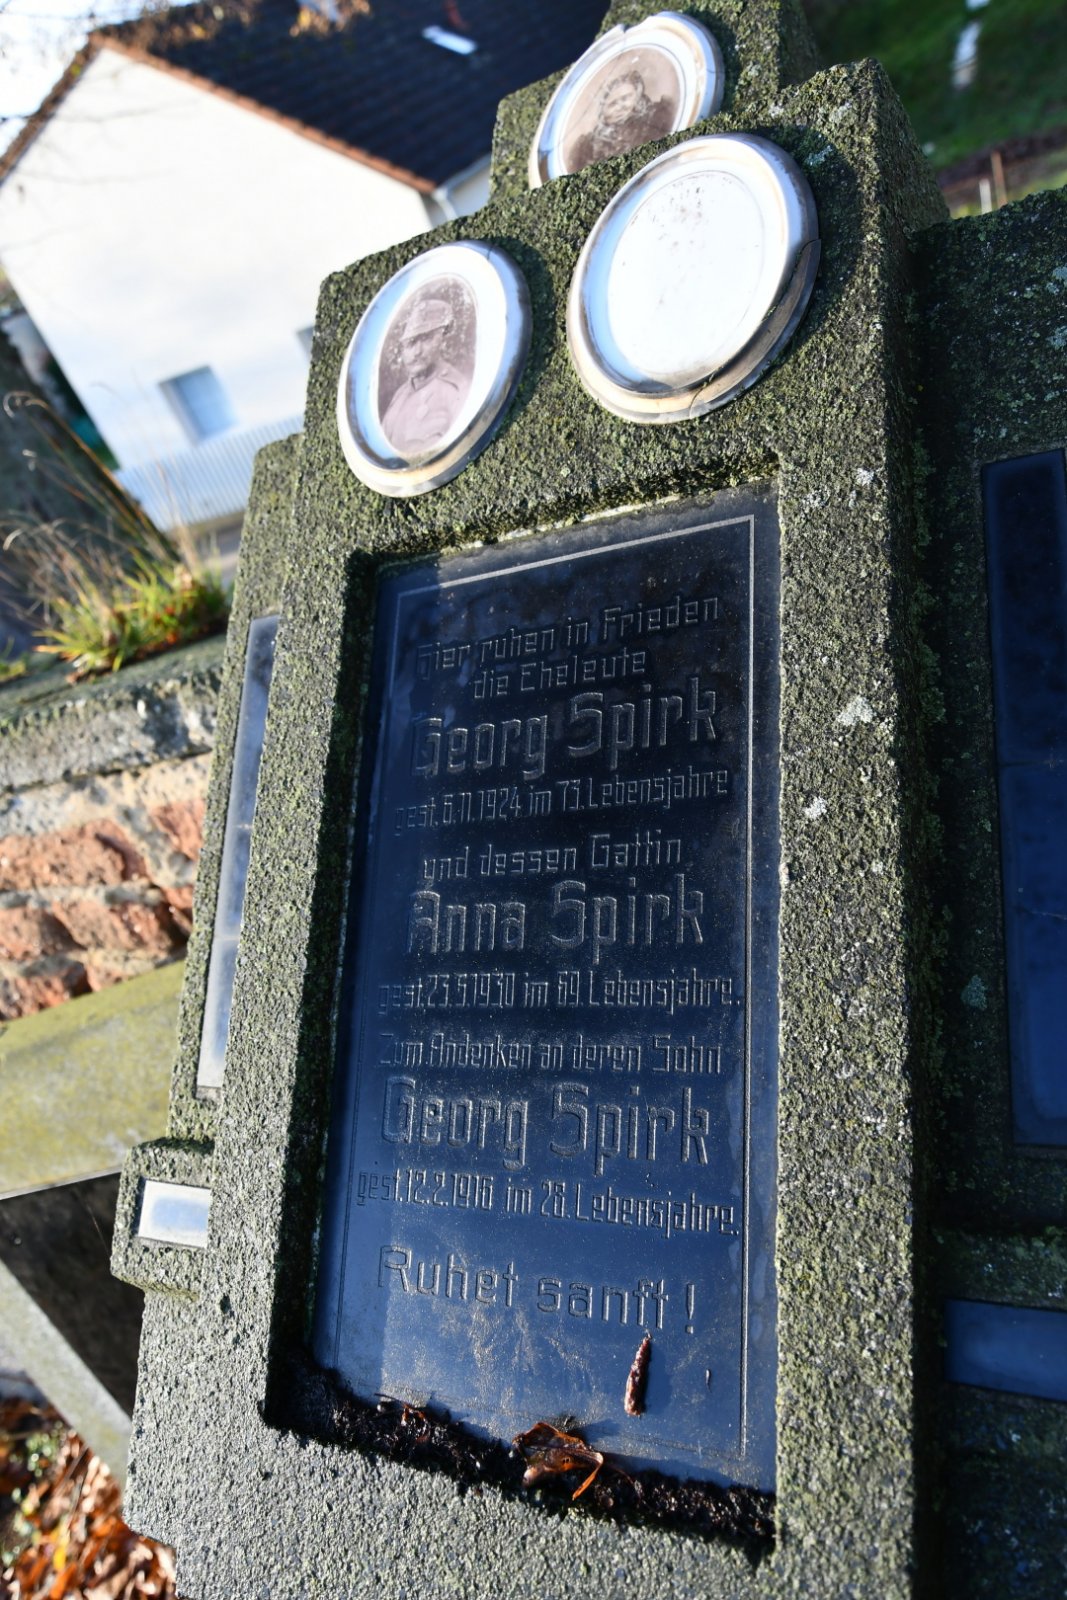 Hier ruhen in Frieden
die Eheleute
Georg Spirk
gest. 6.11.1924 im 73. Lebensjahre
und dessen Gattin
Anna Spirk
gest. 23.5.1930 im 69. Lebensjahre.
Zum Andenken an deren Sohn
Georg Spirk
gest. 12.2.1916 im 28. Lebensjahre.
Ruhet sanft!